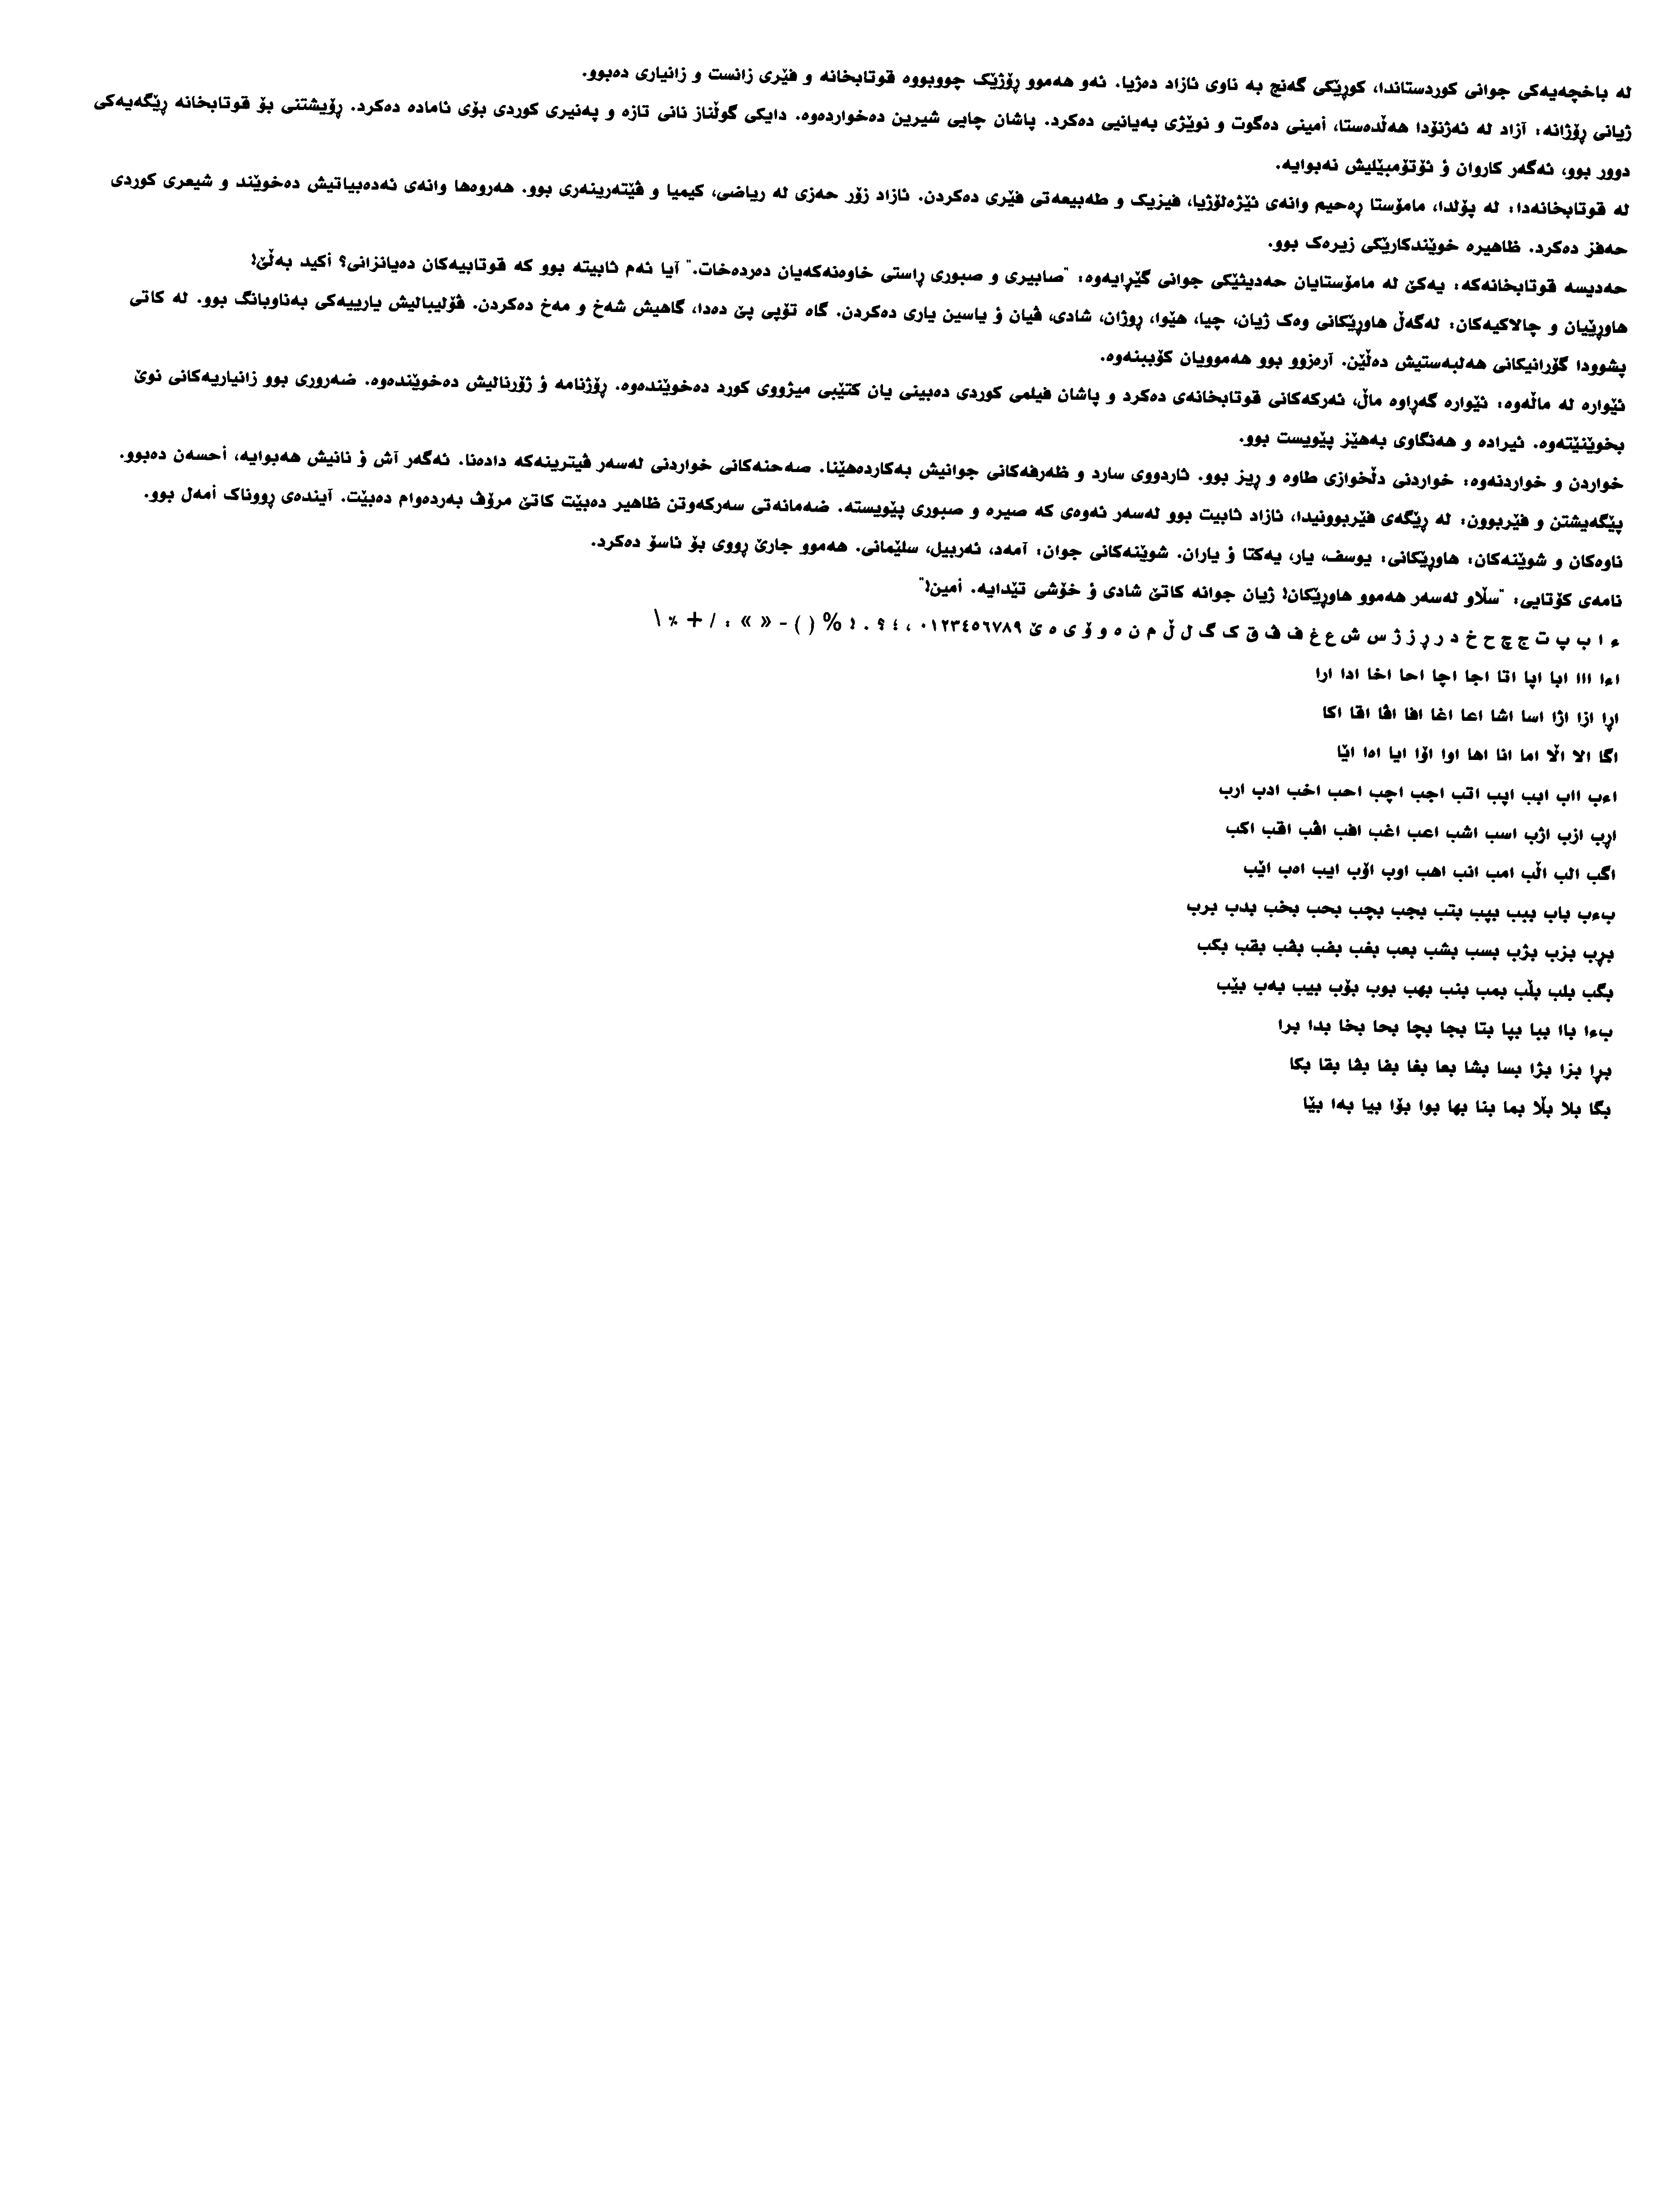 لە باخچەیەکی جوانی کوردستاندا، کوڕێکی گەنج بە ناوی ئازاد دەژیا. ئەو هەموو ڕۆژێک چووبووە قوتابخانە و فێری زانست و زانیاری دەبوو.
ژیانی ڕۆژانە: آزاد لە ئەژنۆدا هەڵدەستا، أمینی دەگوت و نوێژی بەیانیی دەکرد. پاشان چایی شیرین دەخواردەوە. دایکی گوڵناز نانی تازە و پەنیری کوردی بۆی ئامادە دەکرد. ڕۆیشتنی بۆ قوتابخانە ڕێگەیەکی
دوور بوو، ئەگەر کاروان ؤ ئۆتۆمبێلیش نەبوایە.
لە قوتابخانەدا: لە پۆلدا، مامۆستا ڕەحیم وانەی ئێژەلۆژیا، فیزیک و طەبیعەتی فێری دەکردن. ئازاد زۆر حەزی لە ریاضی، کیمیا و ڤێتەرینەری بوو. هەروەها وانەی ئەدەبیاتیش دەخوێند و شیعری کوردی
حەفز دەکرد. ظاهیرە خوێندکارێکی زیرەک بوو.
حەدیسە قوتابخانەکە: یەکێ لە مامۆستایان حەدیثێکی جوانی گێڕایەوە: "صابیری و صبوری ڕاستی خاوەنەکەیان دەردەخات." آیا ئەم ثابیتە بوو کە قوتابیەکان دەیانزانی؟ أکید بەڵێ!
هاوڕێیان و چالاکیەکان: لەگەڵ هاوڕێکانی وەک ژیان، چیا، هێوا، ڕوژان، شادی، ڤیان ؤ یاسین یاری دەکردن. گاە تۆپی پێ دەدا، گاهیش شەخ و مەخ دەکردن. ڤۆلیبالیش یارییەکی بەناوبانگ بوو. لە کاتی
پشوودا گۆرانیکانی هەلبەستیش دەڵێن. آرەزوو بوو هەموویان کۆببنەوە.
ئێوارە لە ماڵەوە: ئێوارە گەڕاوە ماڵ، ئەرکەکانی قوتابخانەی دەکرد و پاشان فیلمی کوردی دەبینی یان کتێبی میژووی کورد دەخوێندەوە. ڕۆژنامە ؤ ژۆرنالیش دەخوێندەوە. ضەروری بوو زانیاریەکانی نوێ
بخوێنێتەوە. ئیرادە و هەنگاوی بەهێز پێویست بوو.
خواردن و خواردنەوە: خواردنی دڵخوازی طاوە و ڕیز بوو. ئاردووی سارد و ظەرفەکانی جوانیش بەکاردەهێنا. صەحنەکانی خواردنی لەسەر ڤیترینەکە دادەنا. ئەگەر آش ؤ نانیش هەبوایە، أحسەن دەبوو.
پێگەیشتن و فێربوون: لە ڕێگەی فێربوونیدا، ئازاد ثابیت بوو لەسەر ئەوەی کە صیرە و صبوری پێویستە. ضەمانەتی سەرکەوتن ظاهیر دەبێت کاتێ مرۆڤ بەردەوام دەبێت. آیندەی ڕووناک أمەل بوو.
ناوەکان و شوێنەکان: هاوڕێکانی: یوسف، یار، یەکتا ؤ یاران. شوێنەکانی جوان: آمەد، ئەربیل، سلێمانی. هەموو جارێ ڕووی بۆ ئاسۆ دەکرد.
نامەی کۆتایی: "سڵاو لەسەر هەموو هاوڕێکان! ژیان جوانە کاتێ شادی ؤ خۆشی تێدایە. أمین!"
ء ا ب پ ت ج چ ح خ د ر ڕ ز ژ س ش ع غ ف ڤ ق ک گ ل ڵ م ن ە و ۆ ی ە ێ ٠١٢٣٤٥٦٧٨٩ ، ؛ ؟ . ! % ( ) - « » : / + ٪ \
اءا ااا ابا اپا اتا اجا اچا احا اخا ادا ارا
اڕا ازا اژا اسا اشا اعا اغا افا اڤا اقا اکا
اگا الا اڵا اما انا اها اوا اۆا ایا اەا اێا
اءب ااب ابب اپب اتب اجب اچب احب اخب ادب ارب
اڕب ازب اژب اسب اشب اعب اغب افب اڤب اقب اکب
اگب الب اڵب امب انب اهب اوب اۆب ایب اەب اێب
بءب باب ببب بپب بتب بجب بچب بحب بخب بدب برب
بڕب بزب بژب بسب بشب بعب بغب بفب بڤب بقب بکب
بگب بلب بڵب بمب بنب بهب بوب بۆب بیب بەب بێب
بءا باا ببا بپا بتا بجا بچا بحا بخا بدا برا
بڕا بزا بژا بسا بشا بعا بغا بفا بڤا بقا بکا
بگا بلا بڵا بما بنا بها بوا بۆا بیا بەا بێا